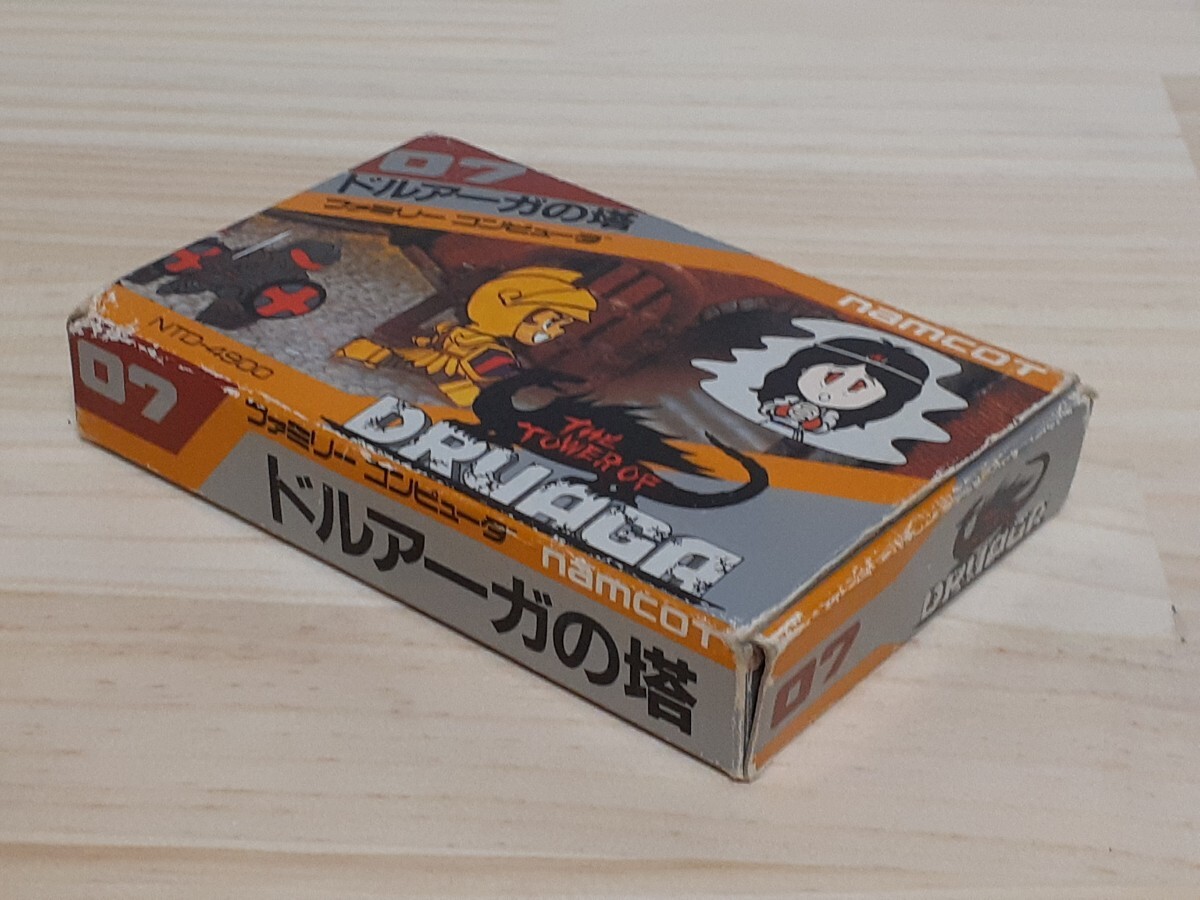 07
ドルアーガの塔
ファミリーコンピュータ
namcot
NTD-4900
THE
TOWER OF
DRUAGA
07
ファミリーコンピュータ
namcot
ドルアーガの塔
07
DRUAGA